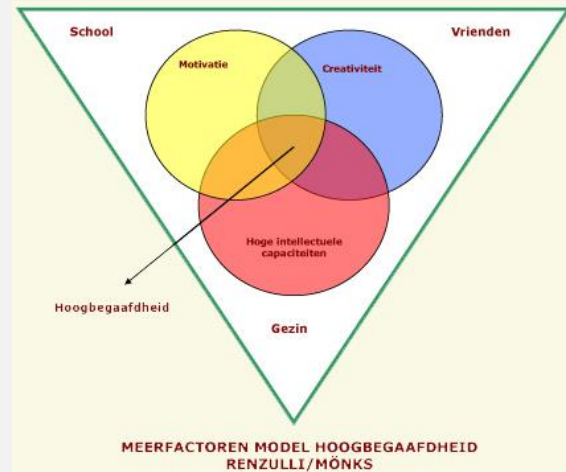 School
Vrienden
Motivatie
Creativiteit
Hoge intellectuele
capaciteiten
Hoogbegaafdheid
Gezin
MEERFACTOREN MODEL HOOGBEGAAFDHEID
RENZULLI/MÖNKS